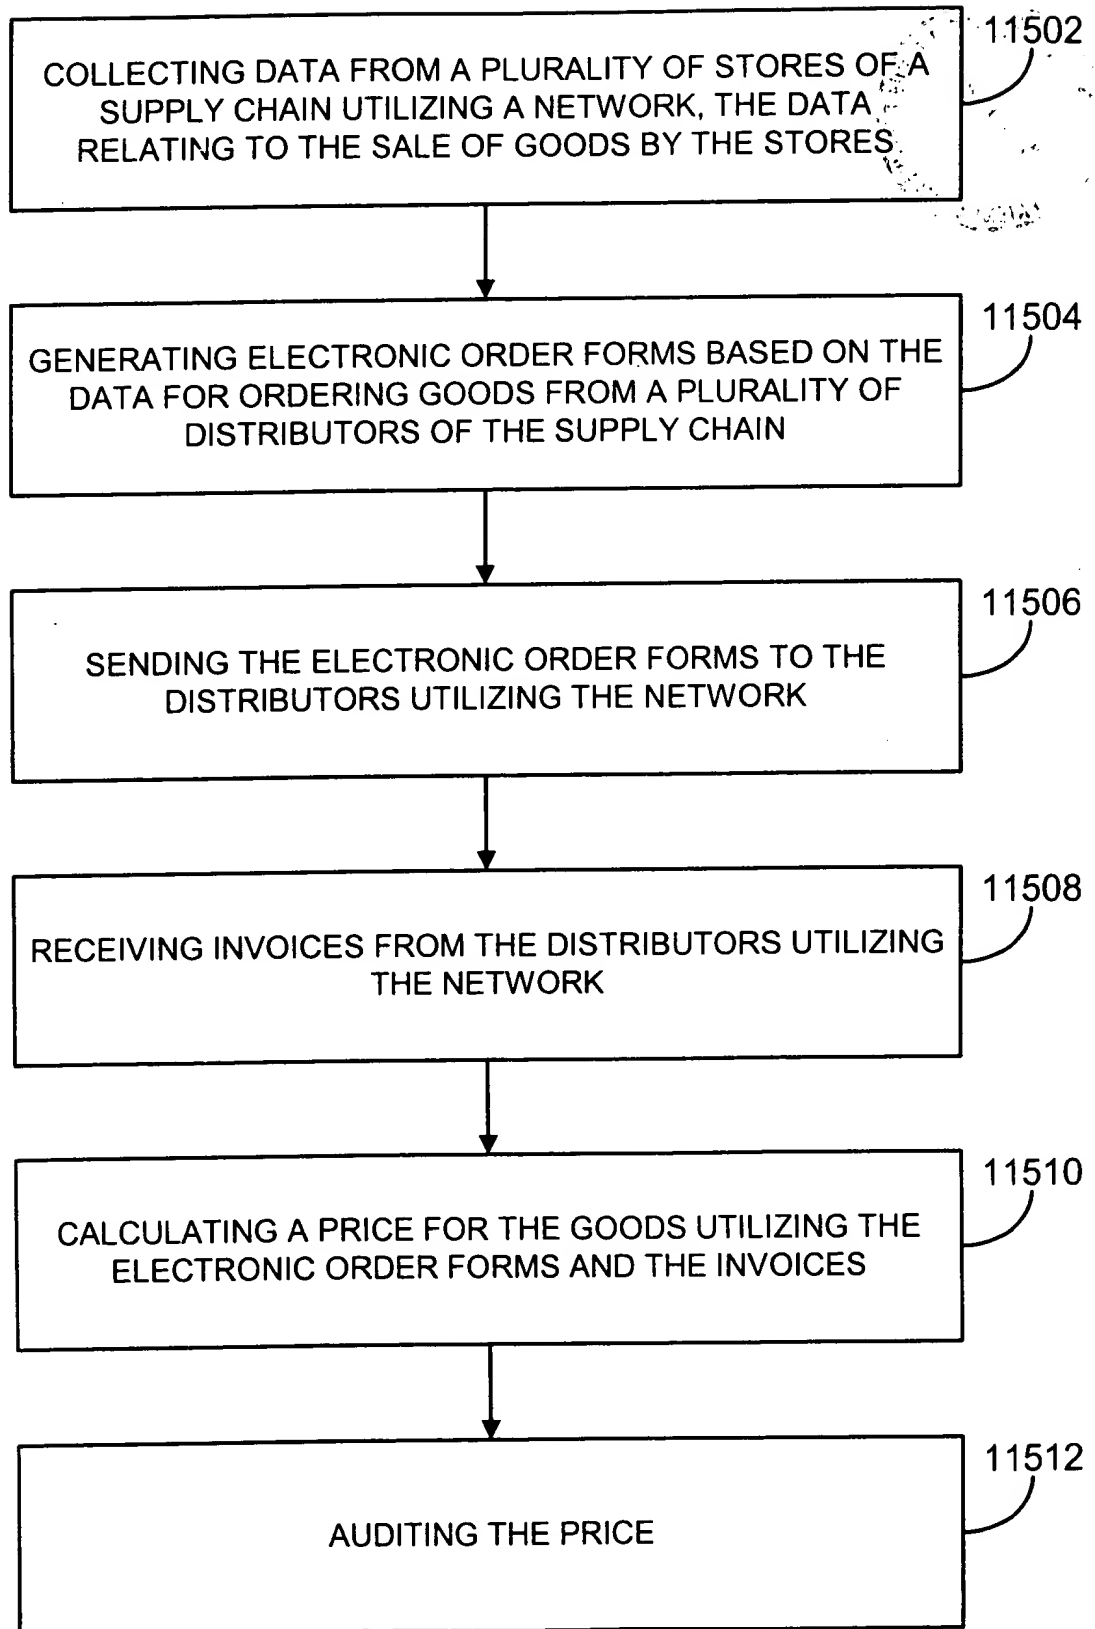 11502
COLLECTING DATA FROM A PLURALITY OF STORES OF A
SUPPLY CHAIN UTILIZING A NETWORK, THE DATA
RELATING TO THE SALE OF GOODS BY THE STORES
11504
GENERATING ELECTRONIC ORDER FORMS BASED ON THE
DATA FOR ORDERING GOODS FROM A PLURALITY OF
DISTRIBUTORS OF THE SUPPLY CHAIN
11506
SENDING THE ELECTRONIC ORDER FORMS TO THE
DISTRIBUTORS UTILIZING THE NETWORK
11508
RECEIVING INVOICES FROM THE DISTRIBUTORS UTILIZING
THE NETWORK
11510
CALCULATING A PRICE FOR THE GOODS UTILIZING THE
ELECTRONIC ORDER FORMS AND THE INVOICES
11512
AUDITING THE PRICE